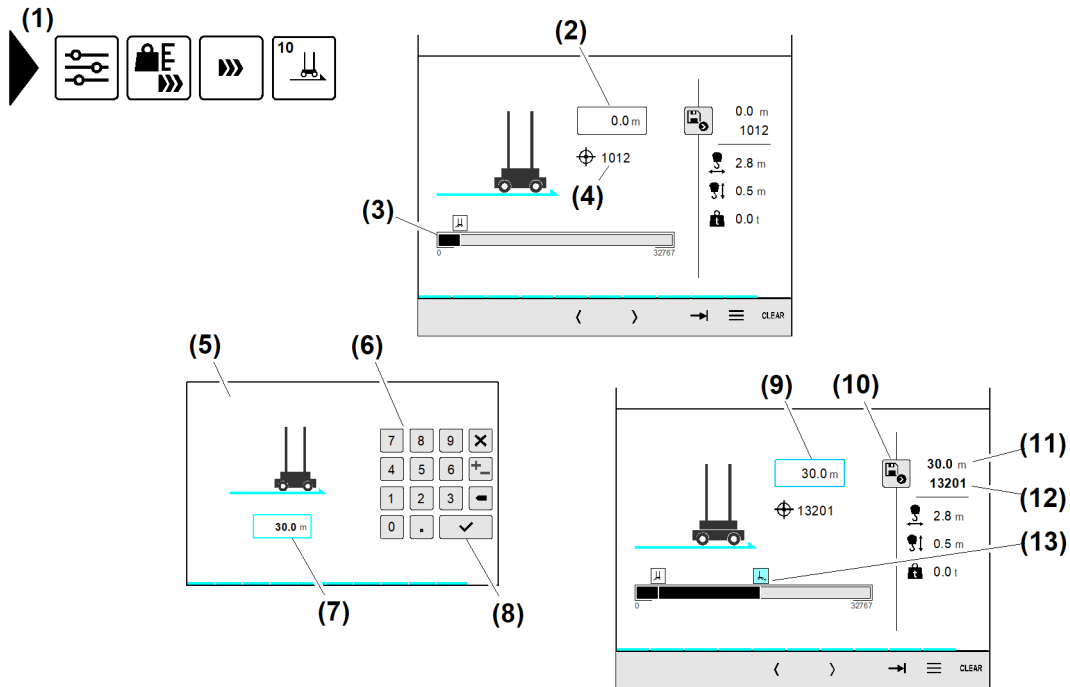 (1)
E
10
(2)
0.0 m
1012
(4)
(3)
0
32767
0.0 m
1012
2.8 m
0.5 m
t
0.0 t
CLEAR
(5)
(6)
7 8 9
4 5 6
1 2 3
0 .
30.0 m
(7)
(8)
(9)
(10)
(11)
30.0 m
13201
30.0 m
13201
(12)
2.8 m
0.5 m
t
0.0 t
(13)
0
32767
CLEAR